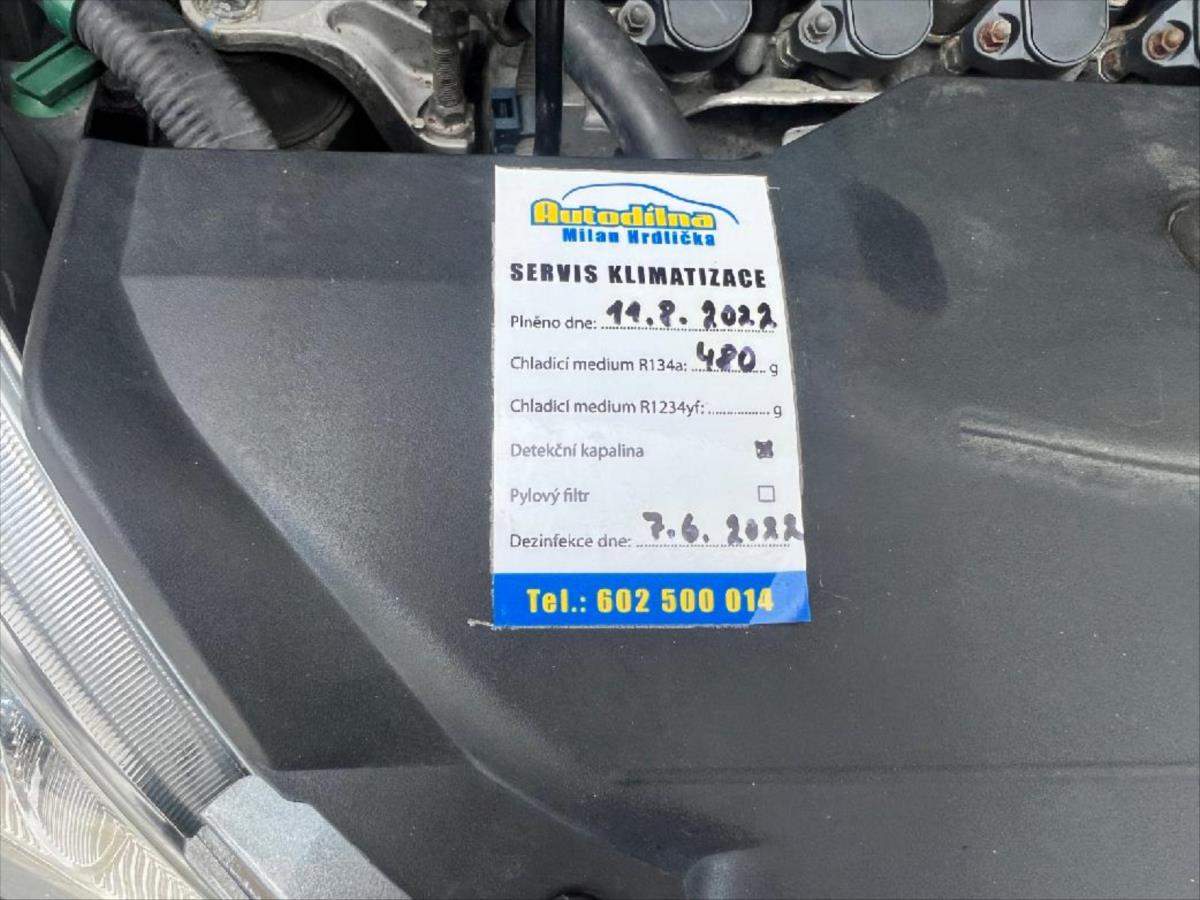 Autodílna
Milan Hrdlička
SERVIS KLIMATIZACE
Plněno dne: 11.8.2022
Chladicí medium R134a: 480 g
Chladicí medium R1234yf: g
Detekční kapalina
Pylový filtr
Dezinfekce dne: 7.6.2022
Tel.: 602 500 014